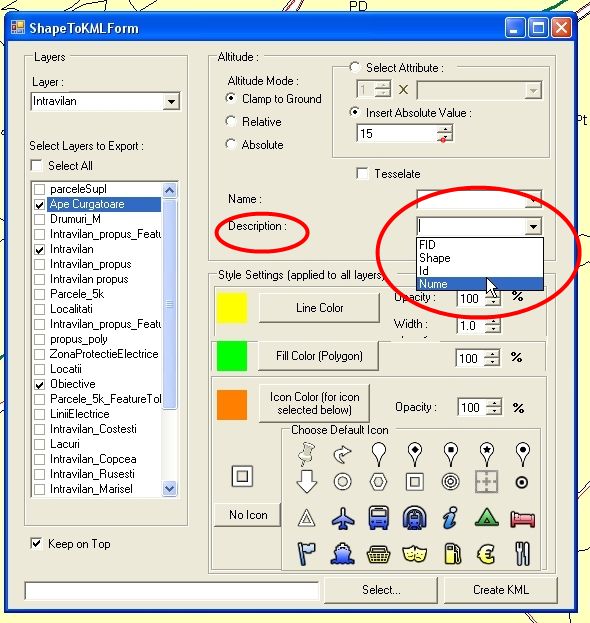 PD
ShapeToKMLForm
Layers
Layer :
Intravilan
Select Layers to Export :
Select All
parceleSupl
Ape Curgatoare
Drumuri_M
Intravilan_propus_Featu
Intravilan
Intravilan_propus
Intravilan propus
Parcele_5k
Localitati
Intravilan_propus
propus_poly
ZonaProtectieElectrice
Locatii
Obiective
Parcele_5k_FeatureTol
LiniiElectrice
Intravilan_Costesti
Lacuri
Intravilan_Copcea
Intravilan_Rusesti
Intravilan_Marisel
Keep on Top
Altitude :
Altitude Mode :
Clamp to Ground
Relative
Absolute
Select Attribute :
1 X
Insert Absolute Value :
15
Pt
Tesselate
Name :
Description :
FID
Shape
Id
Nume
Style Settings (applied to all layers)
Line Color
Opacity : 100 %
Width : 1.0
Fill Color (Polygon)
100 %
Icon Color (for icon
selected below)
Opacity : 100 %
Choose Default Icon
No Icon
Select...
Create KML